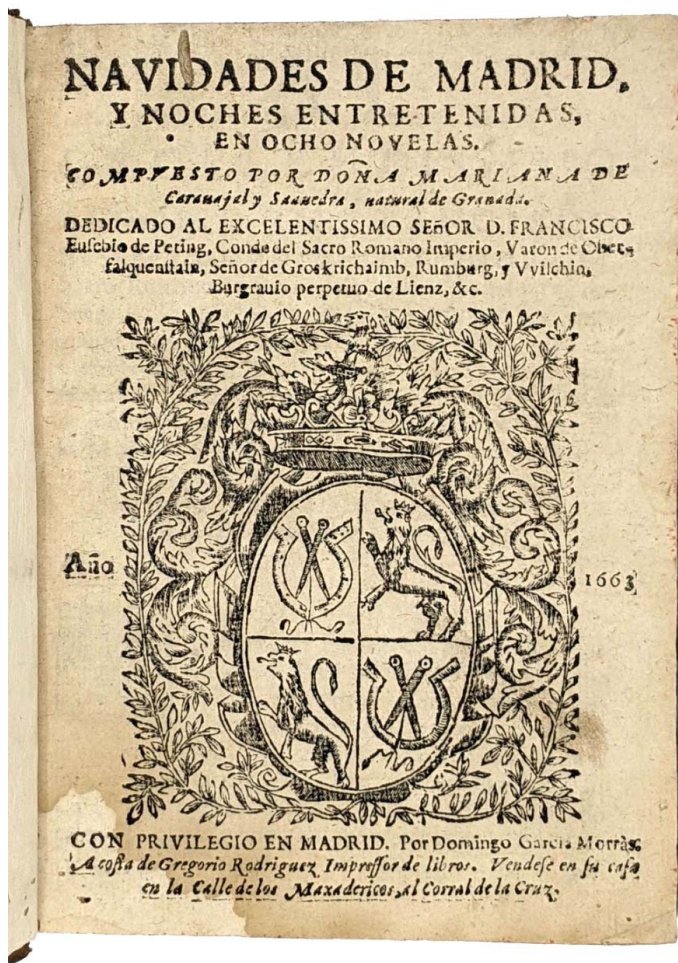 NAVIDADES DE MADRID,
Y NOCHES ENTRETENIDAS,
EN OCHO NOVELAS.
COMPVESTO POR DOÑA MARIANA DE
Carauajal y Saauedra, natural de Granada.
DEDICADO AL EXCELENTISSIMO SEñOR D. FRANCISCO
Eusebio de Peting, Conde del Sacro Romano Imperio, Varon de Ober-
falquenstain, Señor de Groskrichaimb, Rumburg, y Vvilchin,
Burgrauio perpetuo de Lienz, &c.
Año 1663
CON PRIVILEGIO EN MADRID. Por Domingo Garcia Morràs.
A costa de Gregorio Rodriguez Impressor de libros. Vendese en su casa
en la Calle de los Maxadericos, al Corral de la Cruz.